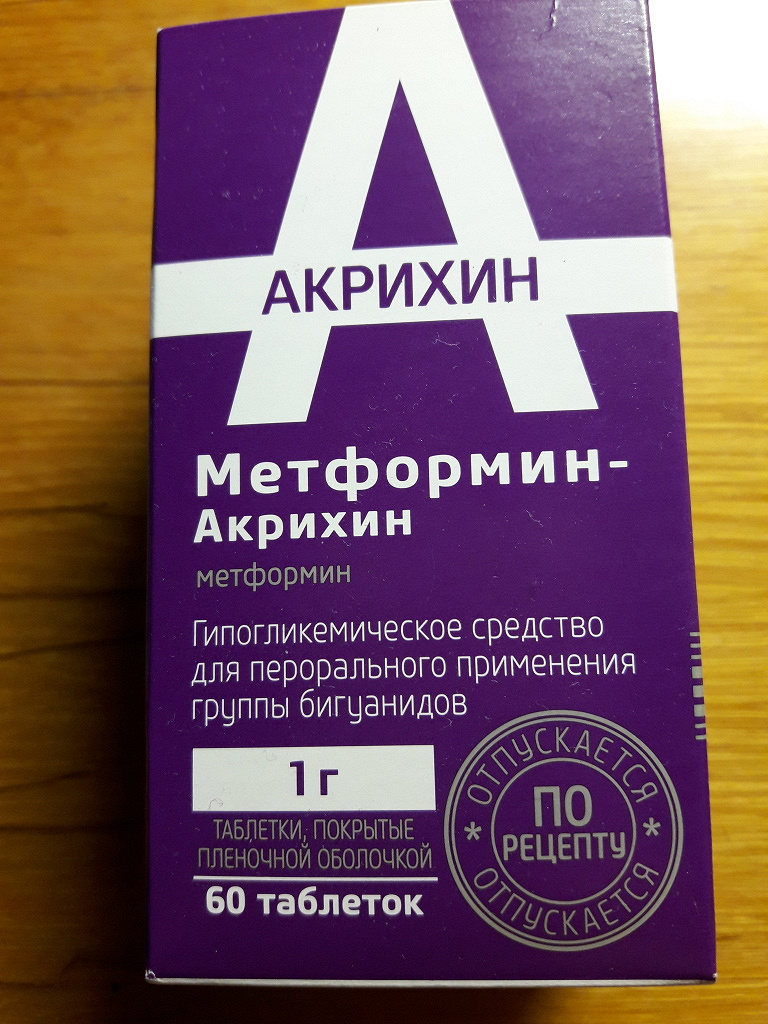 АКРИХИН
Метформин-
Акрихин
метформин
Гипогликемическое средство
для перорального применения
группы бигуанидов
1 г
ТАБЛЕТКИ, ПОКРЫТЫЕ
ПЛЕНОЧНОЙ ОБОЛОЧКОЙ
60 таблеток
ОТПУСКАЕТСЯ
ПО
РЕЦЕПТУ
* ОТПУСКАЕТСЯ *